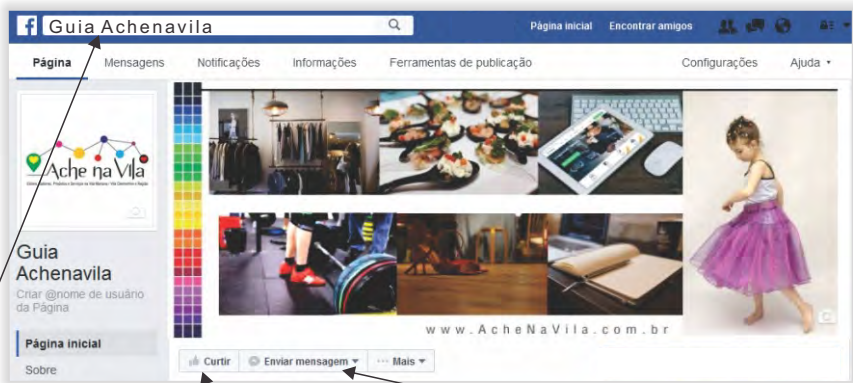 Guia Achenavila
Página inicial Encontrar amigos
Página Mensagens Notificações Informações Ferramentas de publicação Configurações Ajuda
Ache na Vila
Guia
Achenavila
Criar @nome de usuário
da Página
Página inicial
Sobre
www.AcheNaVila.com.br
Curtir Enviar mensagem ... Mais